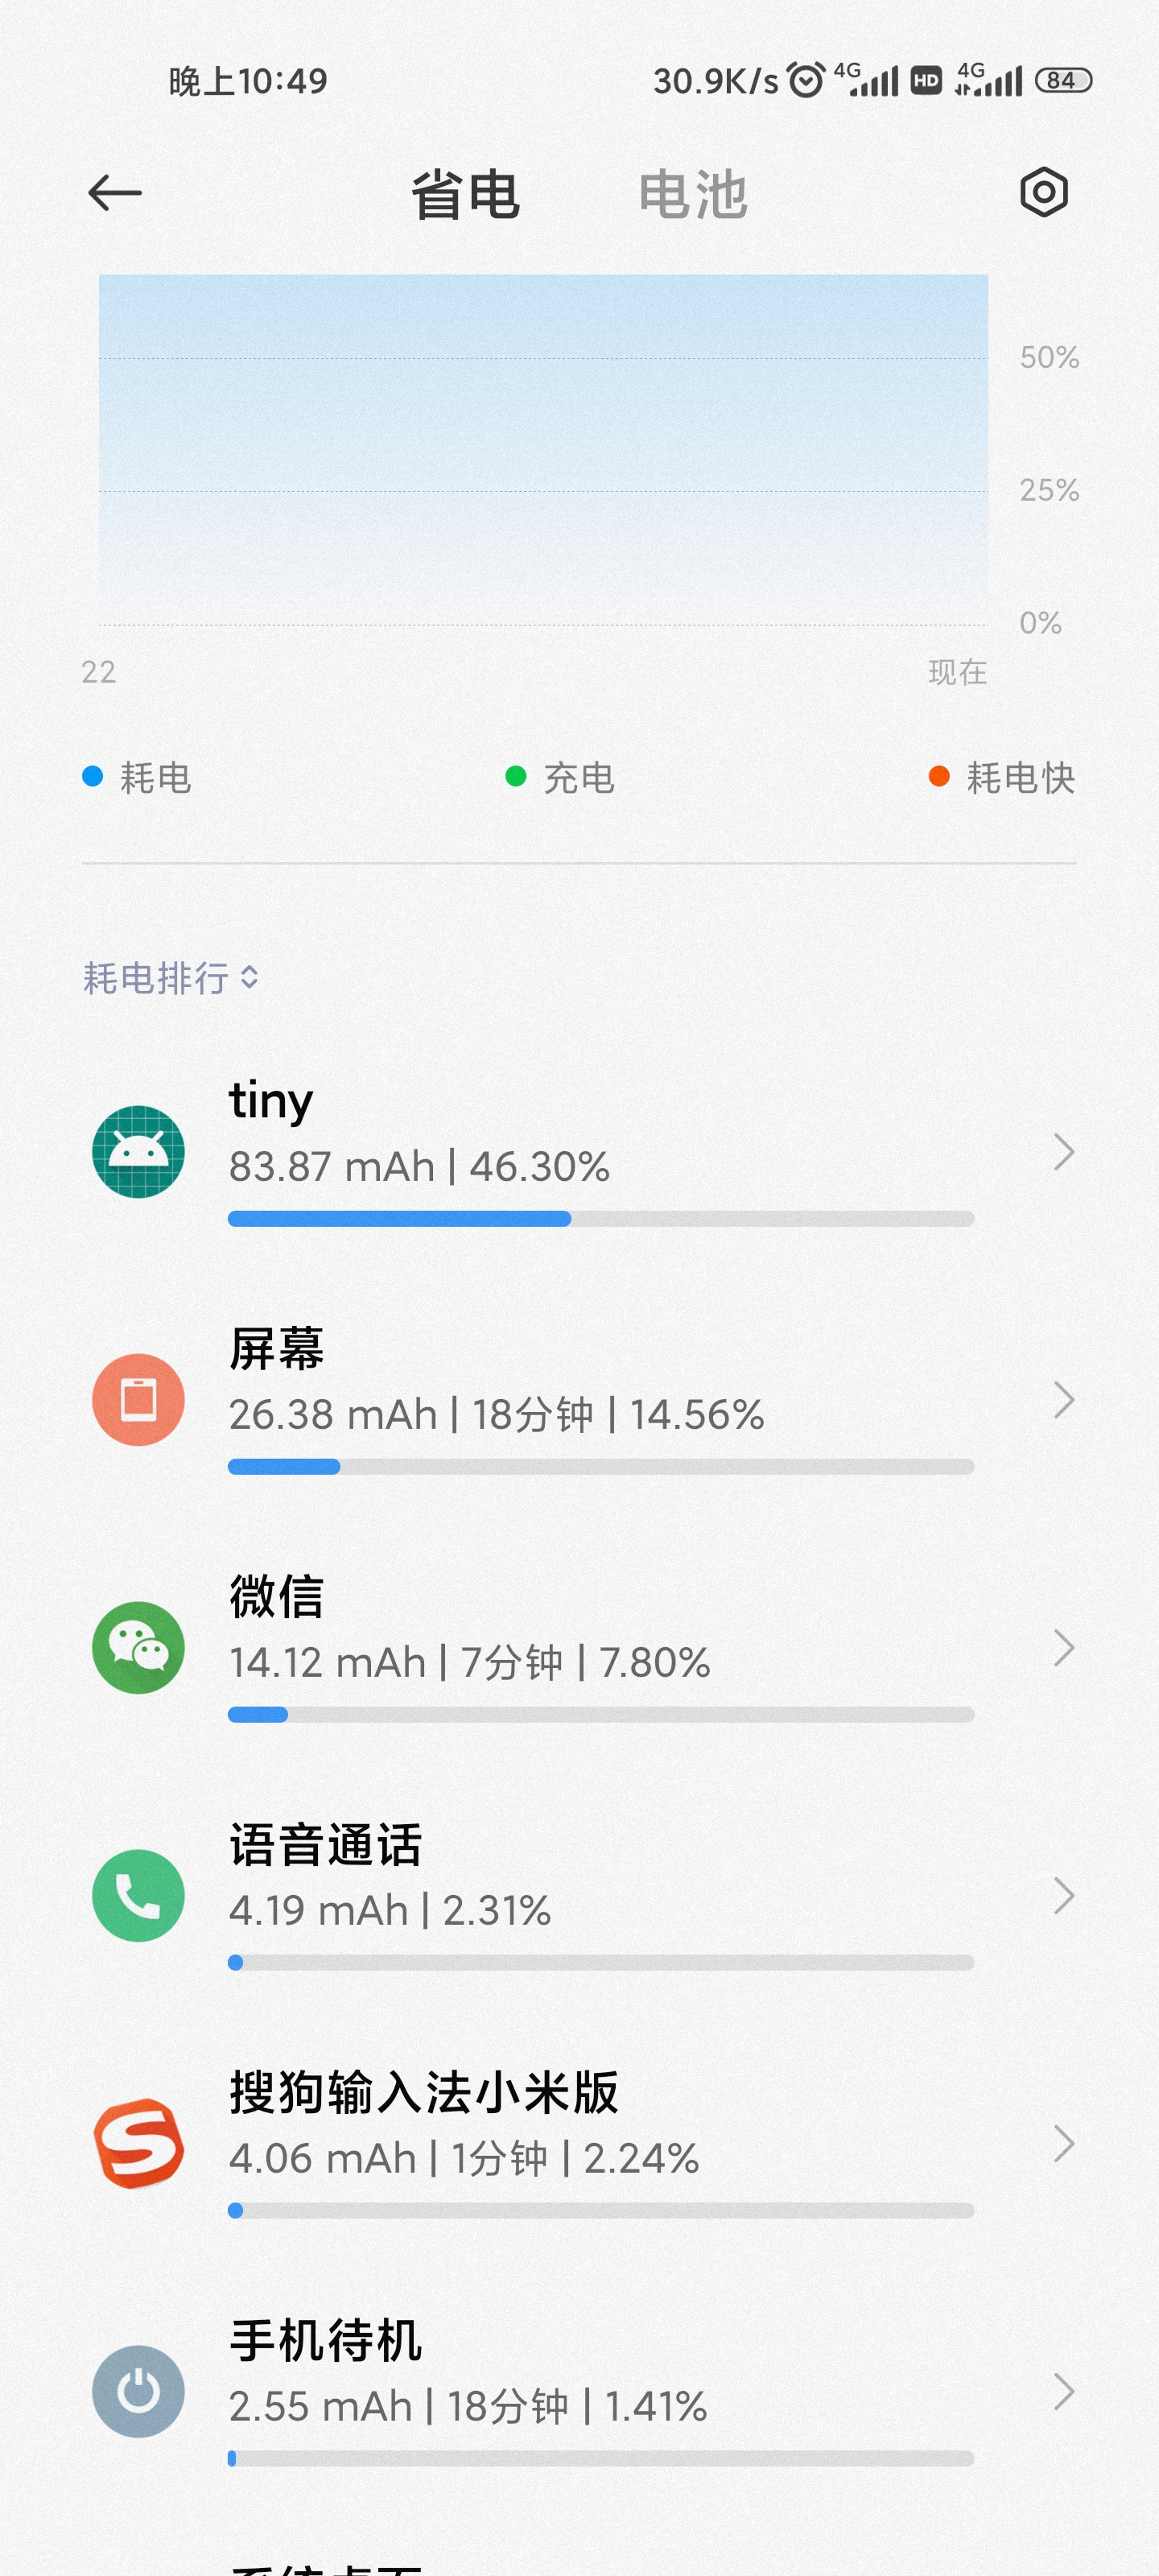 晚上10:49 30.9K/s 4G HD 4G 84
省电 电池
50%
25%
0%
22 现在
耗电 充电 耗电快
耗电排行
tiny
83.87 mAh | 46.30%
屏幕
26.38 mAh | 18分钟 | 14.56%
微信
14.12 mAh | 7分钟 | 7.80%
语音通话
4.19 mAh | 2.31%
搜狗输入法小米版
4.06 mAh | 1分钟 | 2.24%
手机待机
2.55 mAh | 18分钟 | 1.41%
系统桌面